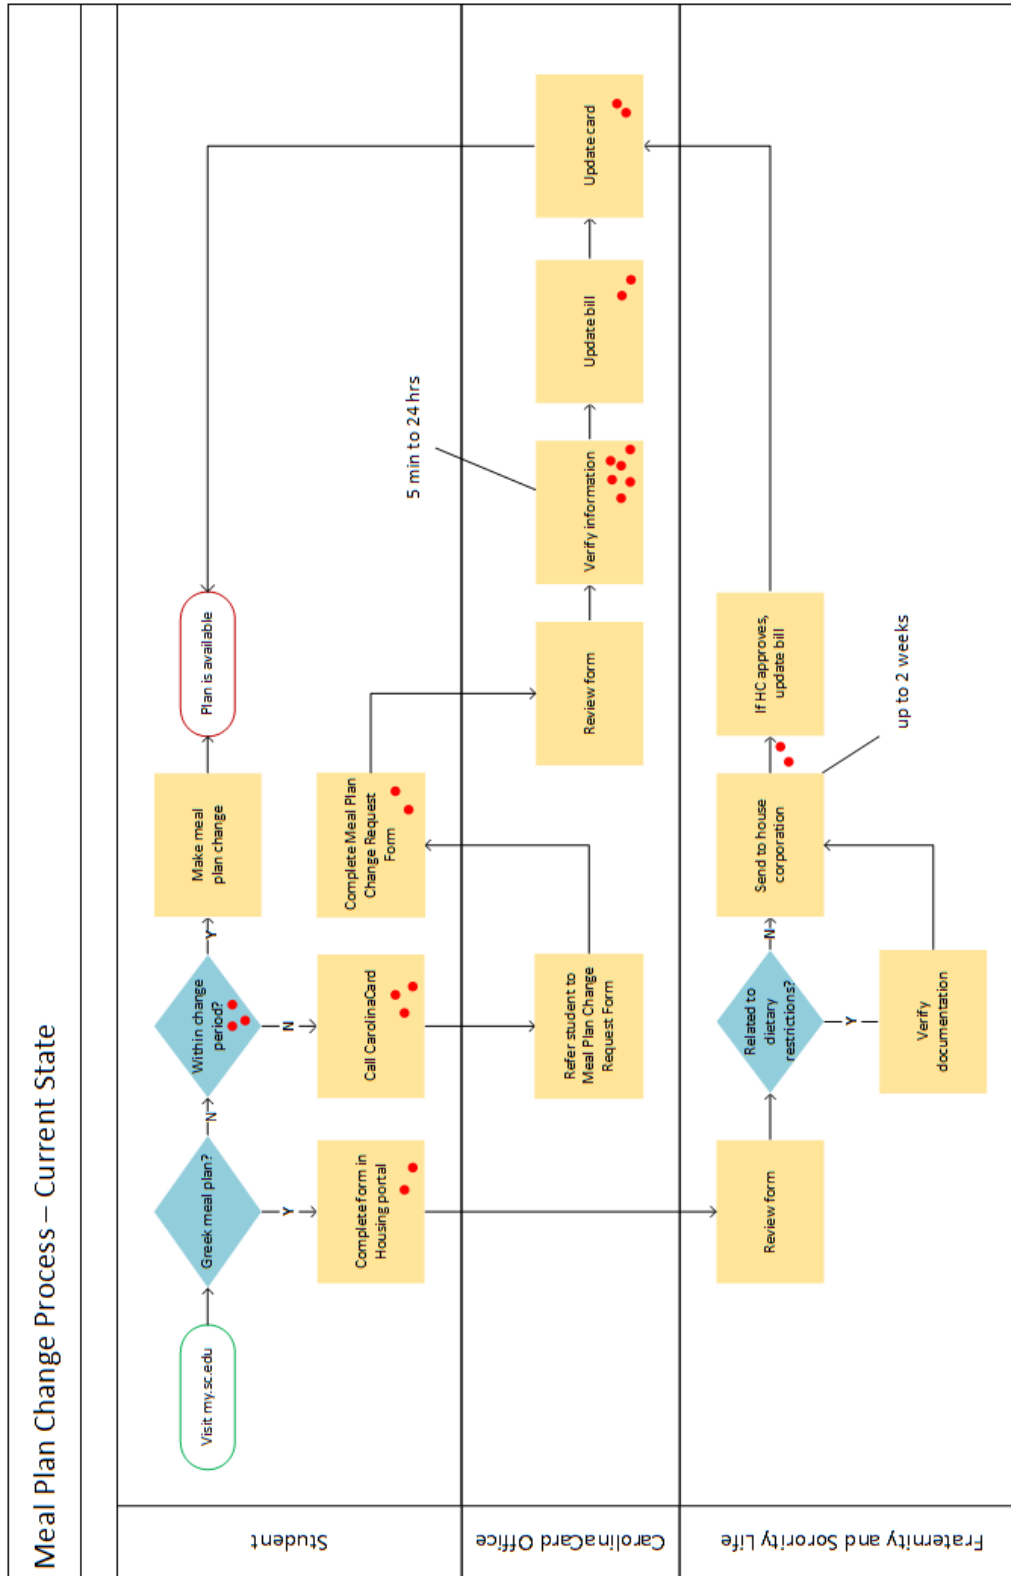 Meal Plan Change Process – Current State
Student
Visit my.sc.edu
Greek meal plan?
N
Y
Within change
period?
Y
N
Make meal
plan change
Plan is available
Complete form in
Housing portal
Call CarolinaCard
Complete Meal Plan
Change Request
Form
CarolinaCard Office
Refer student to
Meal Plan Change
Request Form
Review form
Verify information
5 min to 24 hrs
Update bill
Update card
Fraternity and Sorority Life
Review form
Related to
dietary
restrictions?
N
Y
Verify
documentation
Send to house
corporation
up to 2 weeks
If HC approves,
update bill